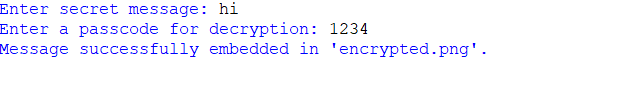 Enter secret message: hi
Enter a passcode for decryption: 1234
Message successfully embedded in 'encrypted.png'.